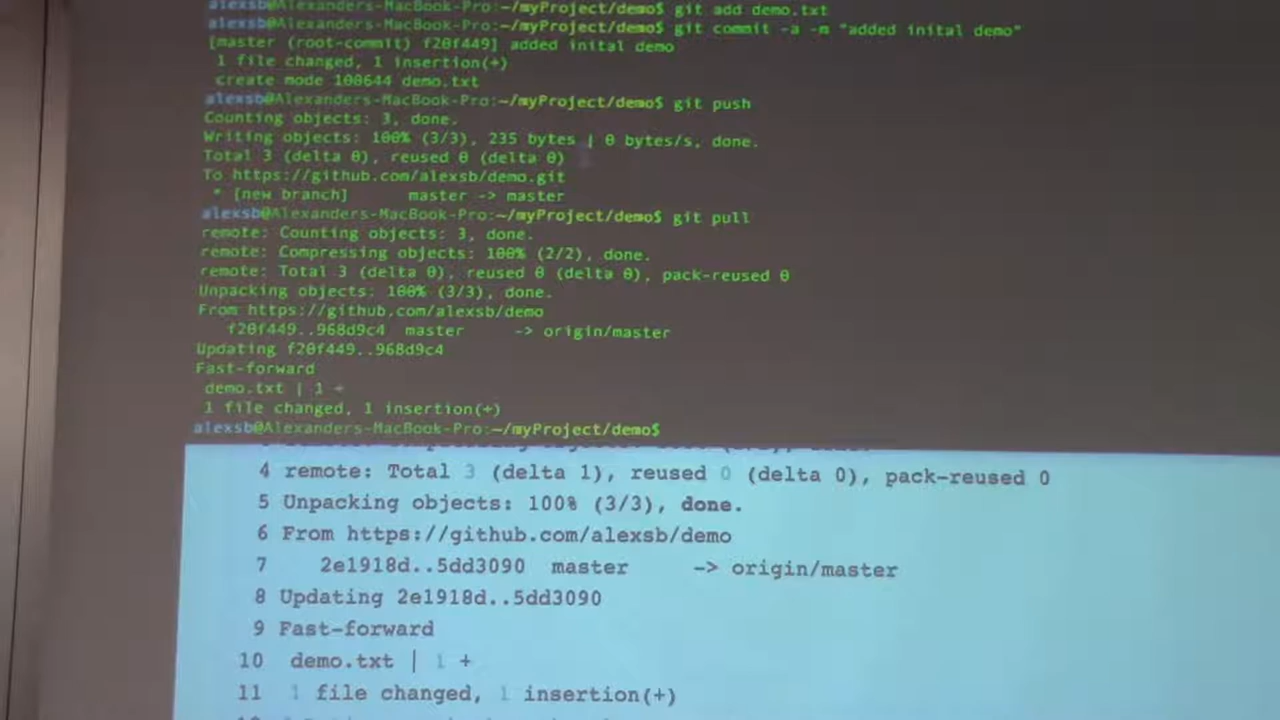 alexsb@Alexanders-MacBook-Pro:~/myProject/demo$ git add demo.txt
alexsb@Alexanders-MacBook-Pro:~/myProject/demo$ git commit -a -m "added inital demo"
[master (root-commit) f20f449] added inital demo
1 file changed, 1 insertion(+)
create mode 100644 demo.txt
alexsb@Alexanders-MacBook-Pro:~/myProject/demo$ git push
Counting objects: 3, done.
Writing objects: 100% (3/3), 235 bytes | 0 bytes/s, done.
Total 3 (delta 0), reused 0 (delta 0)
To https://github.com/alexsb/demo.git
* [new branch] master -> master
alexsb@Alexanders-MacBook-Pro:~/myProject/demo$ git pull
remote: Counting objects: 3, done.
remote: Compressing objects: 100% (2/2), done.
remote: Total 3 (delta 0), reused 0 (delta 0), pack-reused 0
Unpacking objects: 100% (3/3), done.
From https://github.com/alexsb/demo
f20f449..968d9c4 master -> origin/master
Updating f20f449..968d9c4
Fast-forward
demo.txt | 1 +
1 file changed, 1 insertion(+)
alexsb@Alexanders-MacBook-Pro:~/myProject/demo$
4 remote: Total 3 (delta 1), reused 0 (delta 0), pack-reused 0
5 Unpacking objects: 100% (3/3), done.
6 From https://github.com/alexsb/demo
7 2e1918d..5dd3090 master -> origin/master
8 Updating 2e1918d..5dd3090
9 Fast-forward
10 demo.txt | 1 +
11 1 file changed, 1 insertion(+)